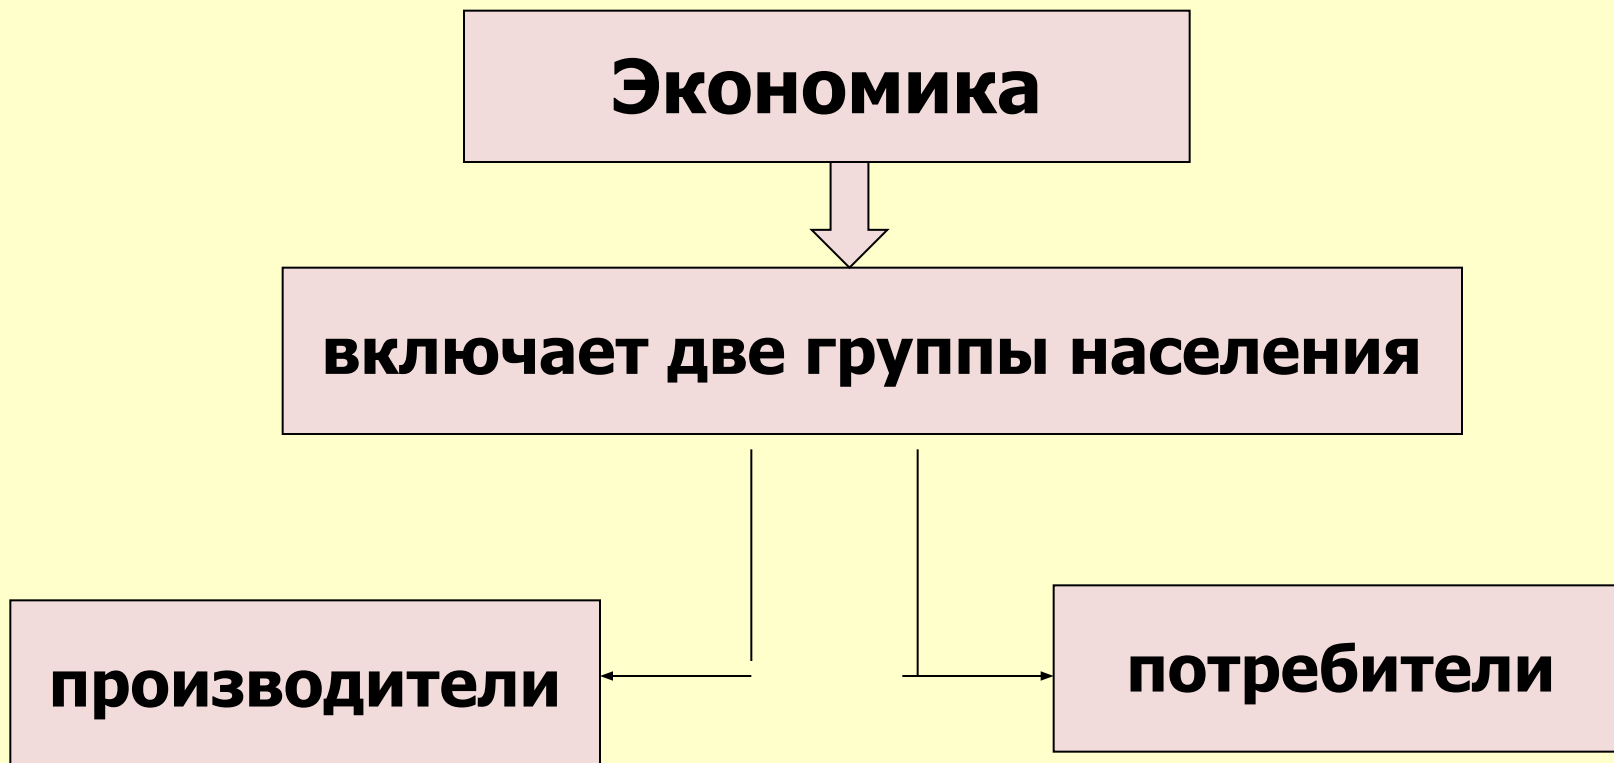 Экономика
включает две группы населения
производители
потребители